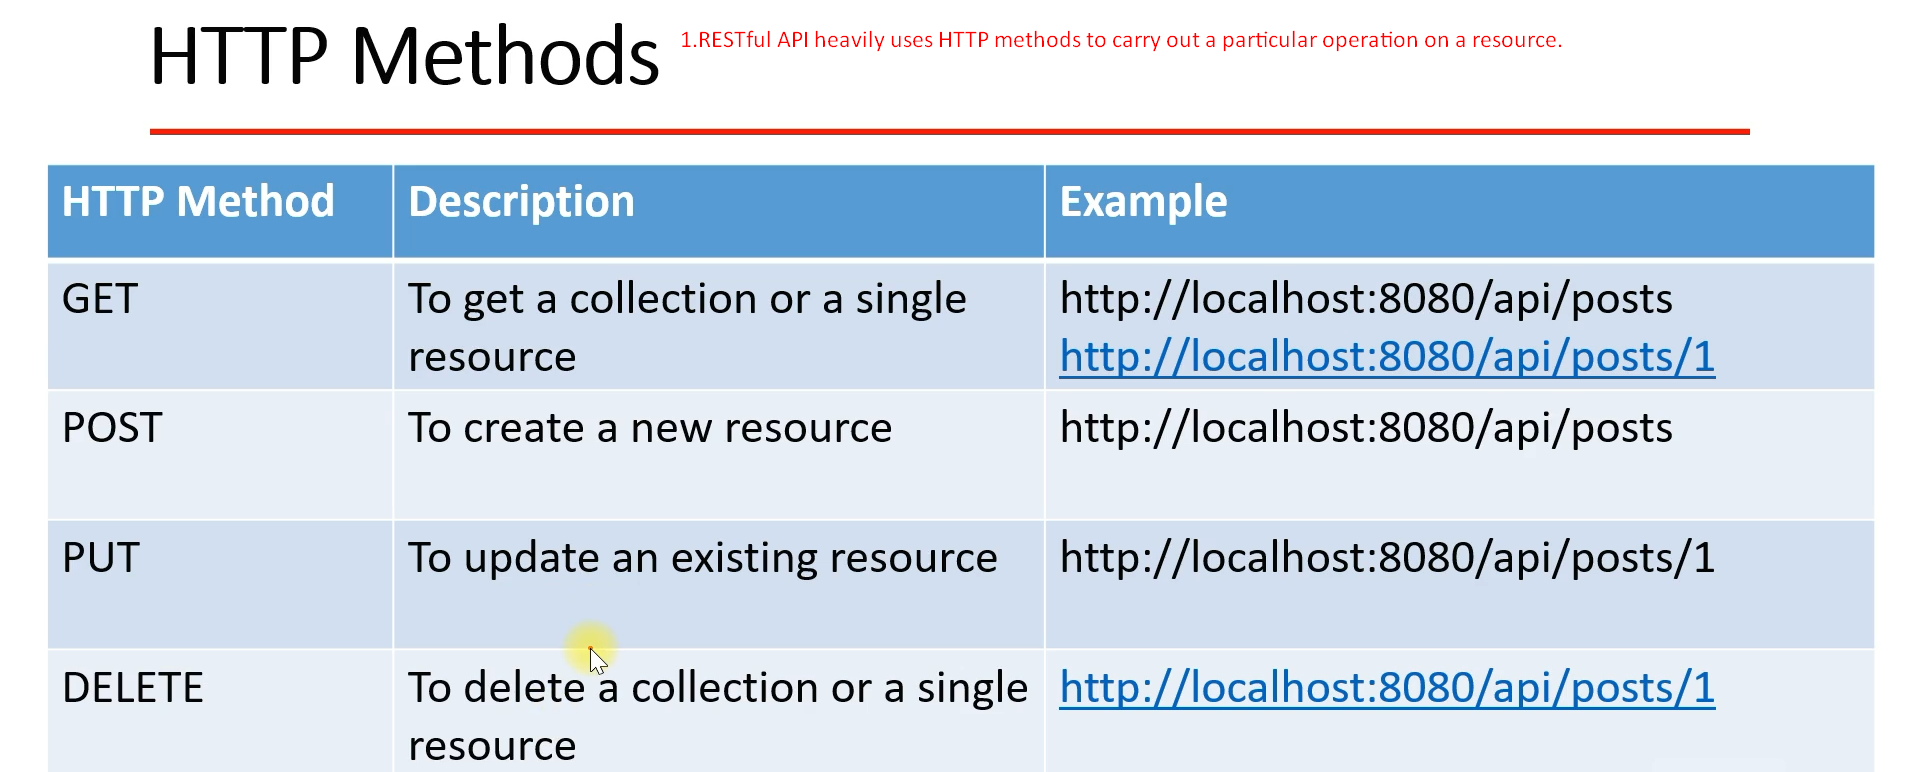 HTTP Methods
1.RESTful API heavily uses HTTP methods to carry out a particular operation on a resource.
HTTP Method
Description
Example
GET
To get a collection or a single
resource
http://localhost:8080/api/posts
http://localhost:8080/api/posts/1
POST
To create a new resource
http://localhost:8080/api/posts
PUT
To update an existing resource
http://localhost:8080/api/posts/1
DELETE
To delete a collection or a single
resource
http://localhost:8080/api/posts/1